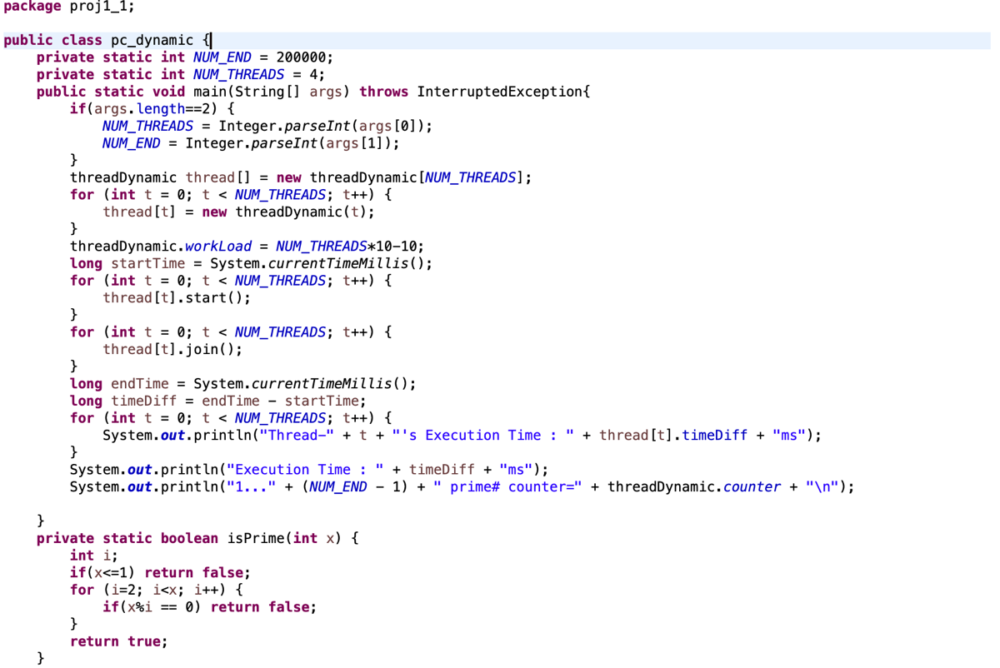 package proj1_1;
public class pc_dynamic {
    private static int NUM_END = 200000;
    private static int NUM_THREADS = 4;
    public static void main(String[] args) throws InterruptedException{
        if(args.length==2) {
            NUM_THREADS = Integer.parseInt(args[0]);
            NUM_END = Integer.parseInt(args[1]);
        }
        threadDynamic thread[] = new threadDynamic[NUM_THREADS];
        for (int t = 0; t < NUM_THREADS; t++) {
            thread[t] = new threadDynamic(t);
        }
        threadDynamic.workLoad = NUM_THREADS*10-10;
        long startTime = System.currentTimeMillis();
        for (int t = 0; t < NUM_THREADS; t++) {
            thread[t].start();
        }
        for (int t = 0; t < NUM_THREADS; t++) {
            thread[t].join();
        }
        long endTime = System.currentTimeMillis();
        long timeDiff = endTime - startTime;
        for (int t = 0; t < NUM_THREADS; t++) {
            System.out.println("Thread-" + t + "'s Execution Time : " + thread[t].timeDiff + "ms");
        }
        System.out.println("Execution Time : " + timeDiff + "ms");
        System.out.println("1..." + (NUM_END - 1) + " prime# counter=" + threadDynamic.counter + "\n");
    }
    private static boolean isPrime(int x) {
        int i;
        if(x<=1) return false;
        for (i=2; i<x; i++) {
            if(x%i == 0) return false;
        }
        return true;
    }